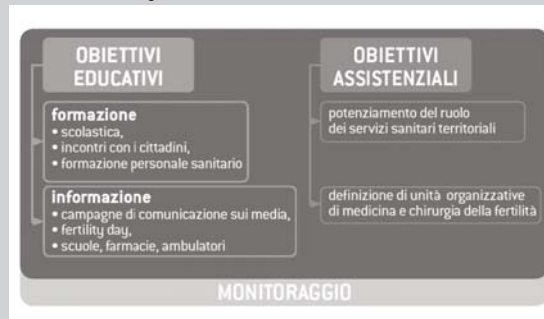 OBIETTIVI
EDUCATIVI
formazione
• scolastica,
• incontri con i cittadini,
• formazione personale sanitario
informazione
• campagne di comunicazione sui media,
• fertility day,
• scuole, farmacie, ambulatori
OBIETTIVI
ASSISTENZIALI
potenziamento del ruolo
dei servizi sanitari territoriali
definizione di unità organizzative
di medicina e chirurgia della fertilità
MONITORAGGIO